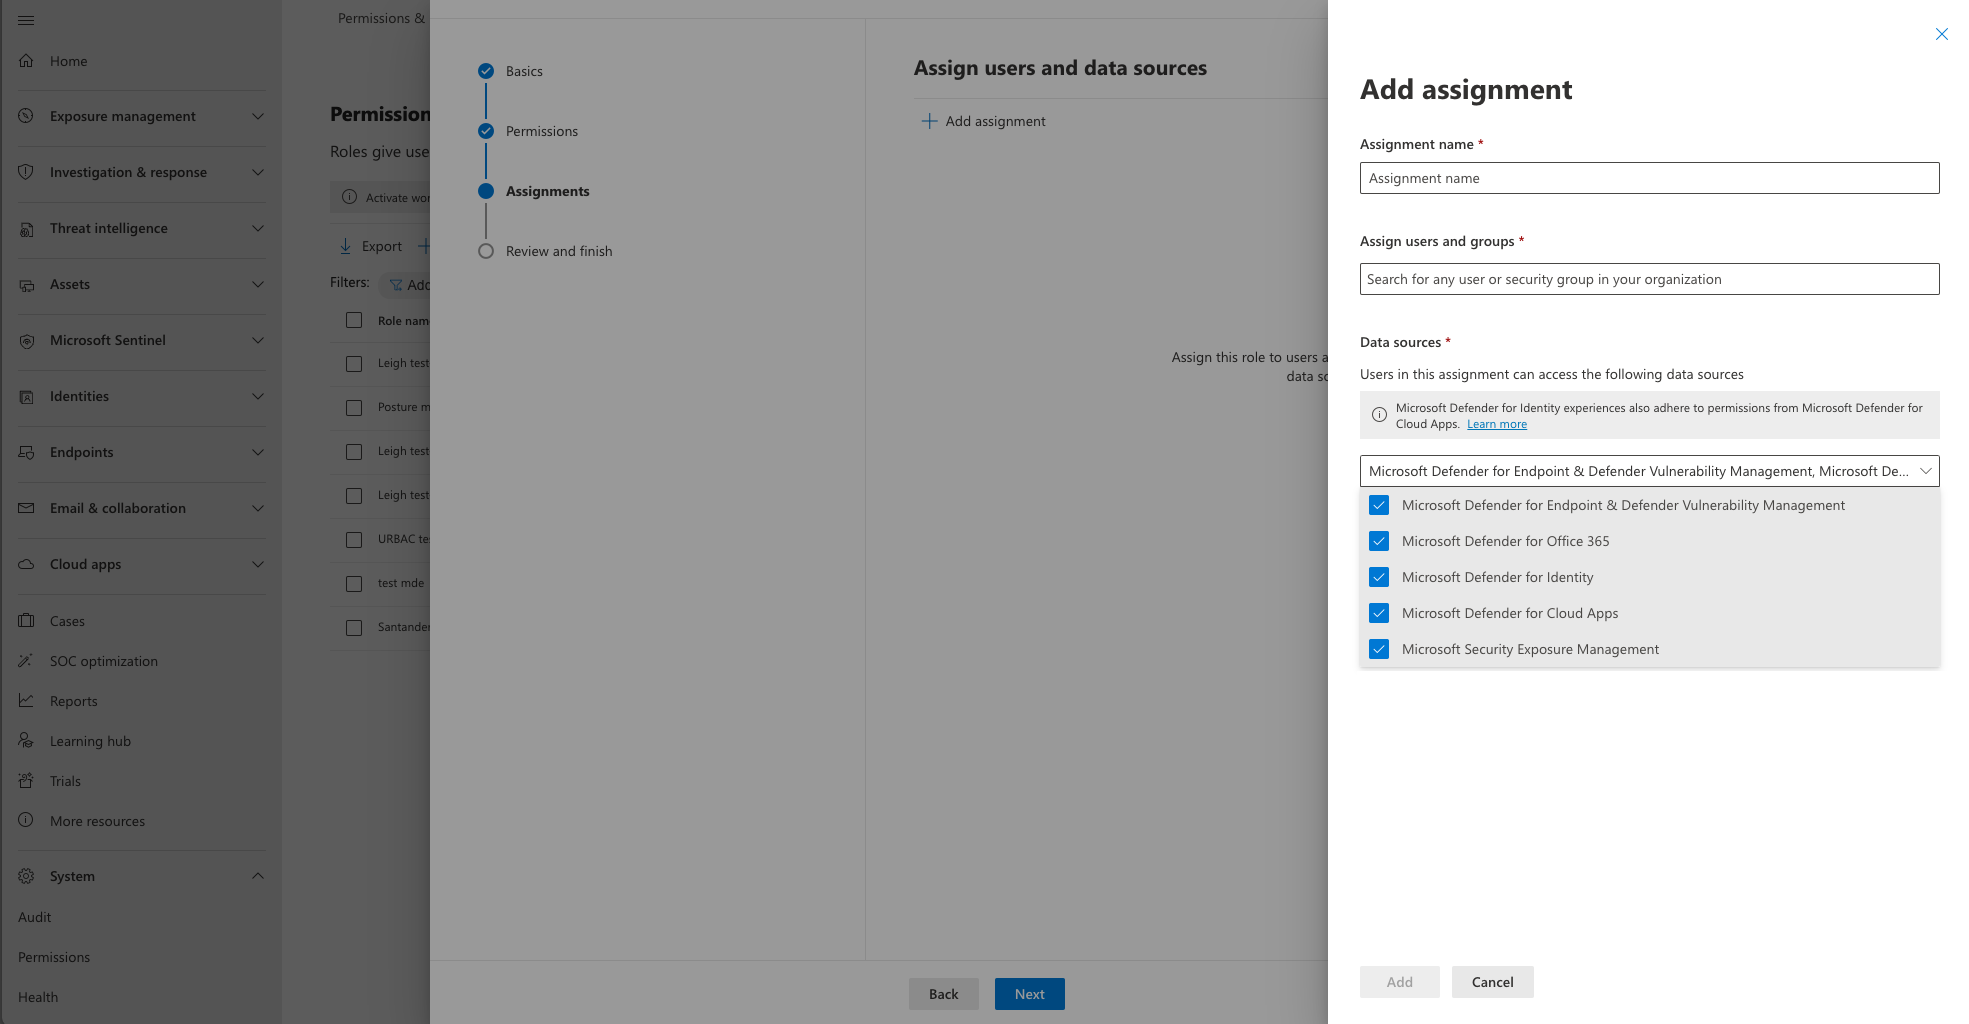 Home
Exposure management
Investigation & response
Threat intelligence
Assets
Microsoft Sentinel
Identities
Endpoints
Email & collaboration
Cloud apps
Cases
SOC optimization
Reports
Learning hub
Trials
More resources
System
Audit
Permissions
Health
Permissions &
Permission
Roles give use
Activate wor
Export
Filters:
Add
Role name
Leigh test
Posture m
Leigh test
Leigh test
URBAC te
test mde
Santander
Basics
Permissions
Assignments
Review and finish
Assign users and data sources
Add assignment
Assign this role to users a
data so
Back
Next
Add assignment
Assignment name *
Assignment name
Assign users and groups *
Search for any user or security group in your organization
Data sources *
Users in this assignment can access the following data sources
Microsoft Defender for Identity experiences also adhere to permissions from Microsoft Defender for
Cloud Apps. Learn more
Microsoft Defender for Endpoint & Defender Vulnerability Management, Microsoft De...
Microsoft Defender for Endpoint & Defender Vulnerability Management
Microsoft Defender for Office 365
Microsoft Defender for Identity
Microsoft Defender for Cloud Apps
Microsoft Security Exposure Management
Add
Cancel